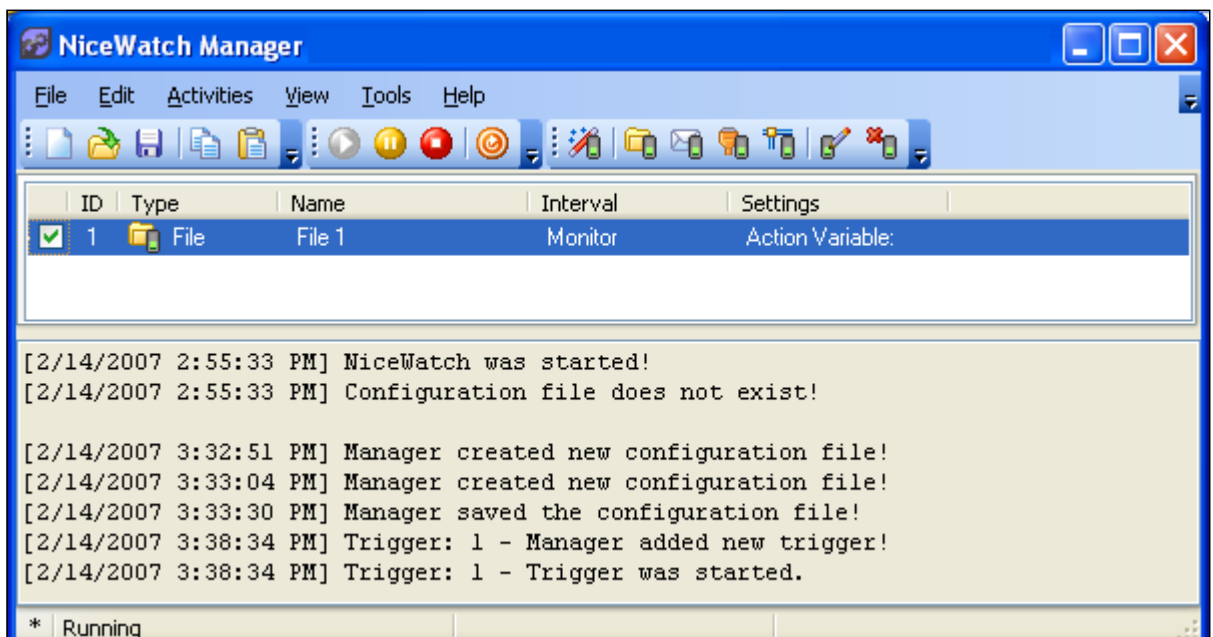 NiceWatch Manager
File Edit Activities View Tools Help
ID Type Name Interval Settings
1 File File 1 Monitor Action Variable:
[2/14/2007 2:55:33 PM] NiceWatch was started!
[2/14/2007 2:55:33 PM] Configuration file does not exist!
[2/14/2007 3:32:51 PM] Manager created new configuration file!
[2/14/2007 3:33:04 PM] Manager created new configuration file!
[2/14/2007 3:33:30 PM] Manager saved the configuration file!
[2/14/2007 3:38:34 PM] Trigger: 1 - Manager added new trigger!
[2/14/2007 3:38:34 PM] Trigger: 1 - Trigger was started.
* Running